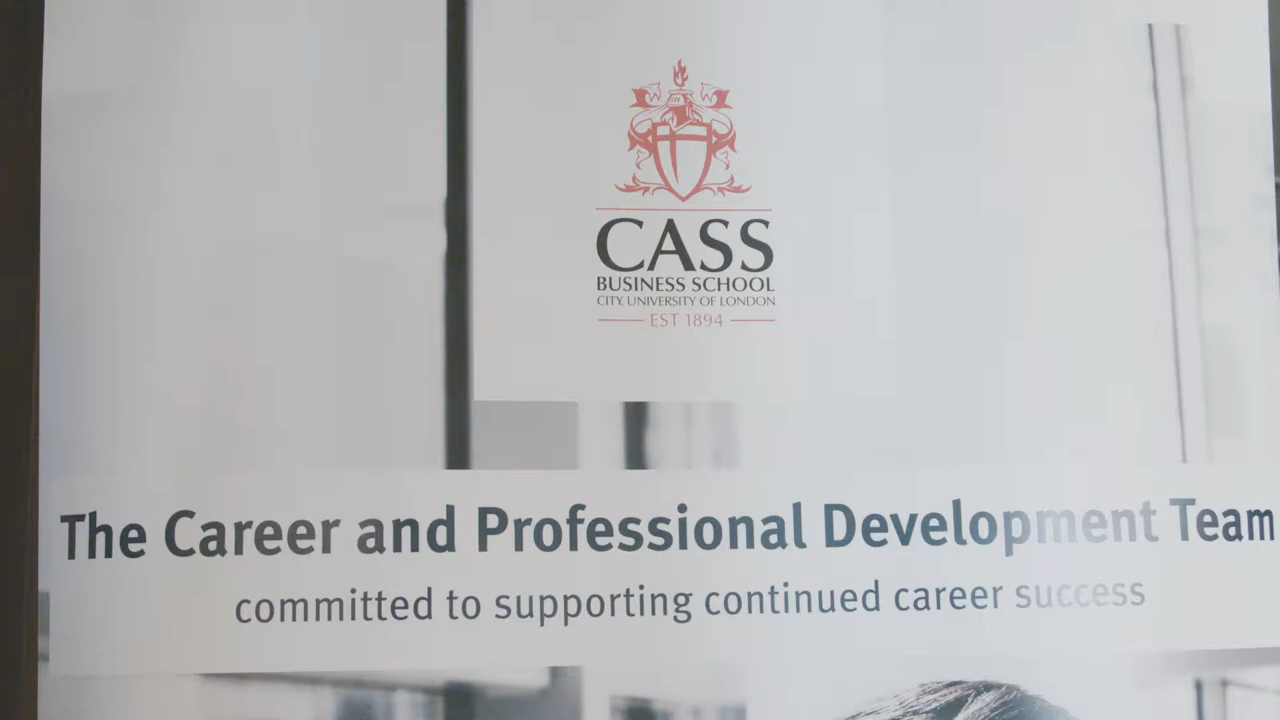 CASS
BUSINESS SCHOOL
CITY, UNIVERSITY OF LONDON
EST 1894
The Career and Professional Development Team
committed to supporting continued career success